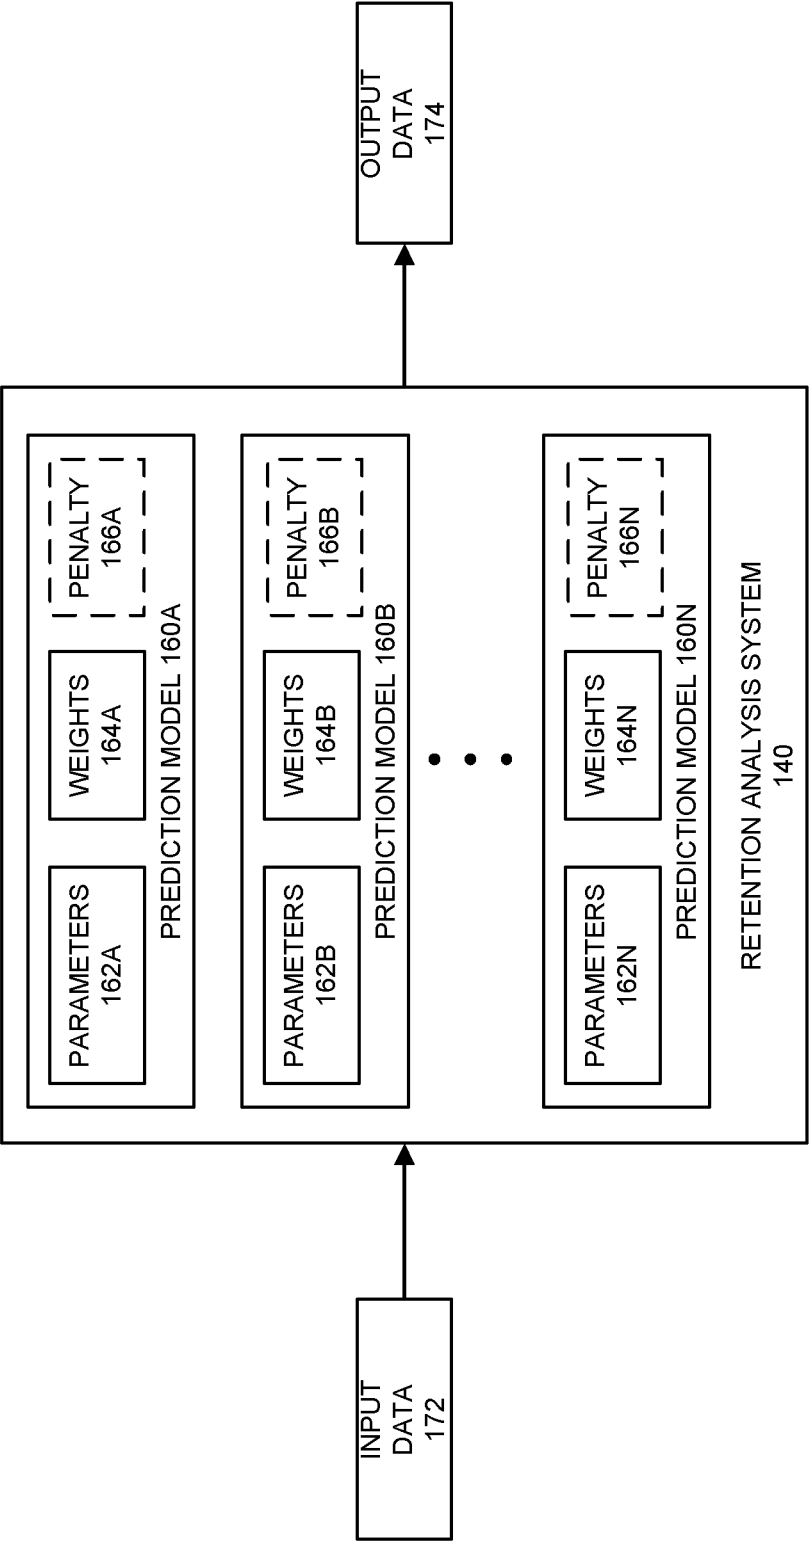 INPUT
DATA
172
PARAMETERS
162A
WEIGHTS
164A
PENALTY
166A
PREDICTION MODEL 160A
PARAMETERS
162B
WEIGHTS
164B
PENALTY
166B
PREDICTION MODEL 160B
PARAMETERS
162N
WEIGHTS
164N
PENALTY
166N
PREDICTION MODEL 160N
RETENTION ANALYSIS SYSTEM
140
OUTPUT
DATA
174